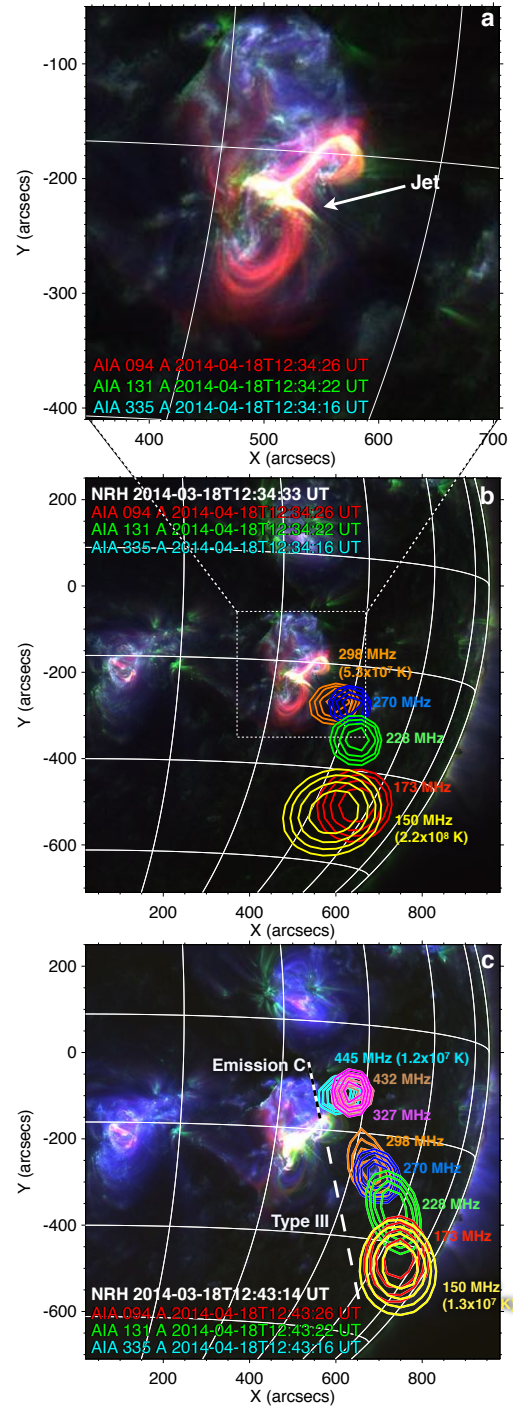 a
-100
-200
-300
-400
Y (arcsecs)
Jet
AIA 094 A 2014-04-18T12:34:26 UT
AIA 131 A 2014-04-18T12:34:22 UT
AIA 335 A 2014-04-18T12:34:16 UT
400 500 600 700
X (arcsecs)
b
NRH 2014-03-18T12:34:33 UT
AIA 094 A 2014-04-18T12:34:26 UT
AIA 131 A 2014-04-18T12:34:22 UT
AIA 335 A 2014-04-18T12:34:16 UT
200
0
-200
-400
-600
Y (arcsecs)
298 MHz
(5.3x10⁷ K)
270 MHz
228 MHz
173 MHz
150 MHz
(2.2x10⁸ K)
200 400 600 800
X (arcsecs)
c
200
0
-200
-400
-600
Y (arcsecs)
Emission C
445 MHz (1.2x10⁷ K)
432 MHz
327 MHz
298 MHz
270 MHz
228 MHz
Type III
173 MHz
150 MHz
(1.3x10⁷ K
NRH 2014-03-18T12:43:14 UT
AIA 094 A 2014-04-18T12:43:26 UT
AIA 131 A 2014-04-18T12:43:22 UT
AIA 335 A 2014-04-18T12:43:16 UT
200 400 600 800
X (arcsecs)